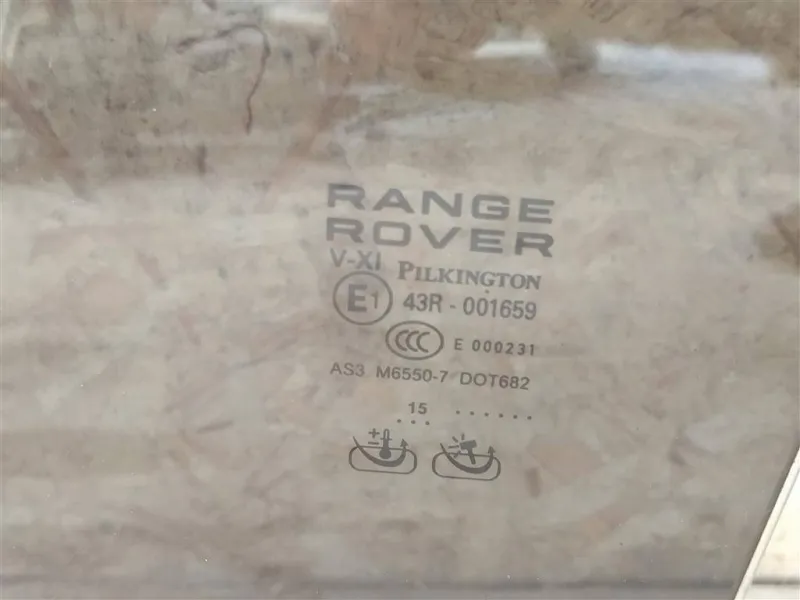 RANGE
ROVER
V-XI PILKINGTON
E1 43R - 001659
CCC E 000231
AS3 M6550-7 DOT682
15 ......
...